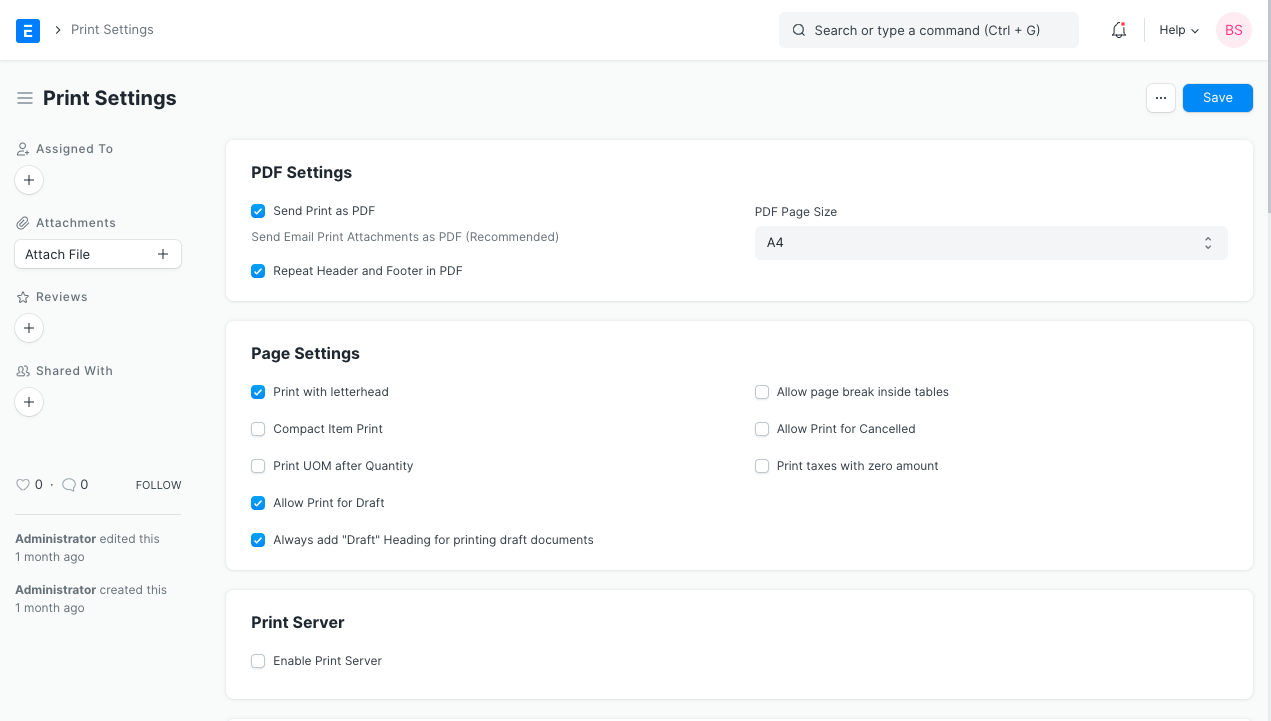 Print Settings
Search or type a command (Ctrl + G)
Help
BS
Print Settings
Save
Assigned To
Attachments
Attach File
Reviews
Shared With
0 · 0
FOLLOW
Administrator edited this
1 month ago
Administrator created this
1 month ago
PDF Settings
Send Print as PDF
Send Email Print Attachments as PDF (Recommended)
Repeat Header and Footer in PDF
PDF Page Size
A4
Page Settings
Print with letterhead
Compact Item Print
Print UOM after Quantity
Allow Print for Draft
Always add "Draft" Heading for printing draft documents
Allow page break inside tables
Allow Print for Cancelled
Print taxes with zero amount
Print Server
Enable Print Server